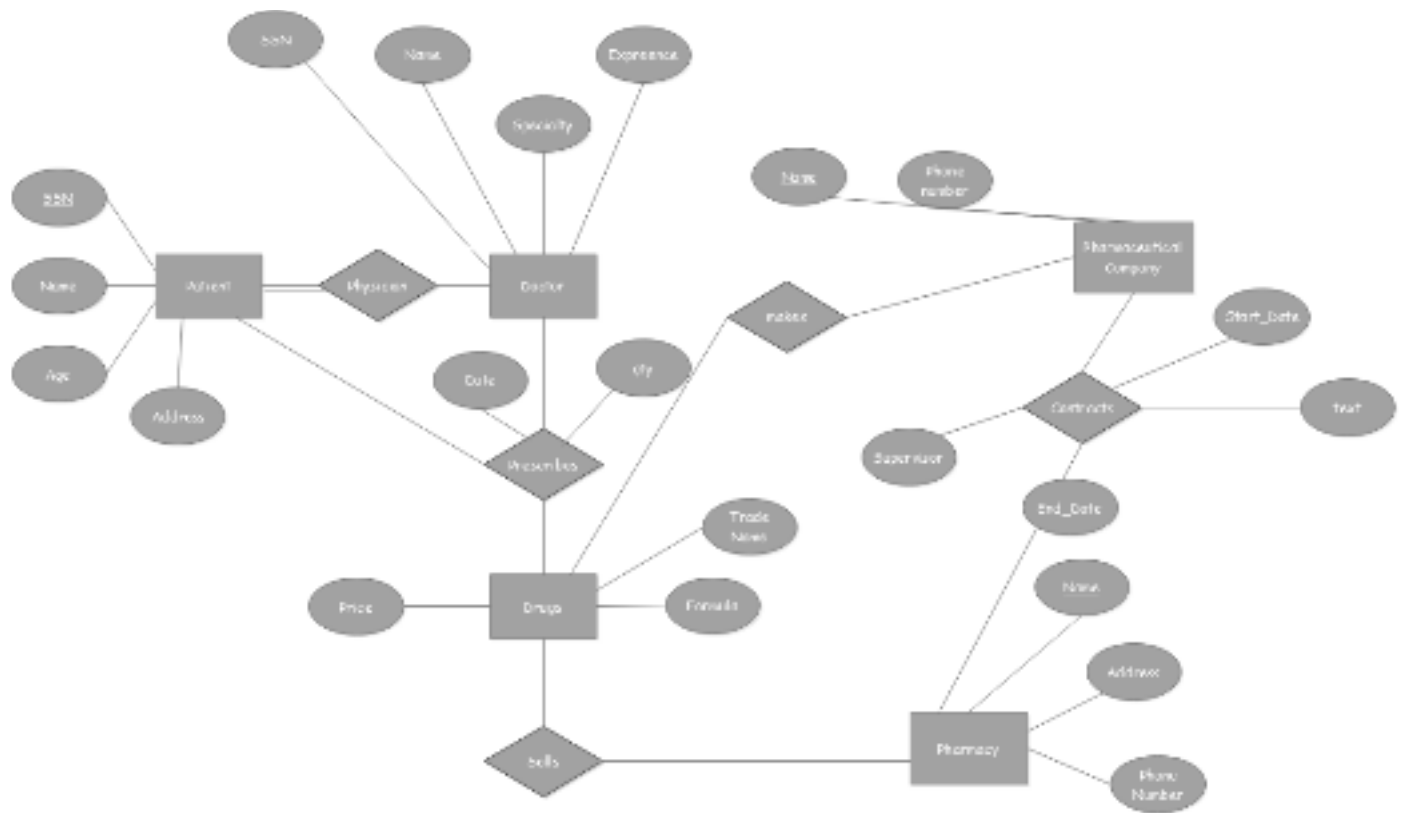 SSN
Name
Expreence
Specialty
Name
Phone
number
SSN
Pharmaceutical
Company
Name
Patient
Physician
Doctor
makes
Start_Date
Age
Date
qty
Address
Contracts
text
Supervisor
Prescribes
End_Date
Trade
Name
Name
Price
Drugs
Formula
Address
Pharmacy
Sells
Phone
Number